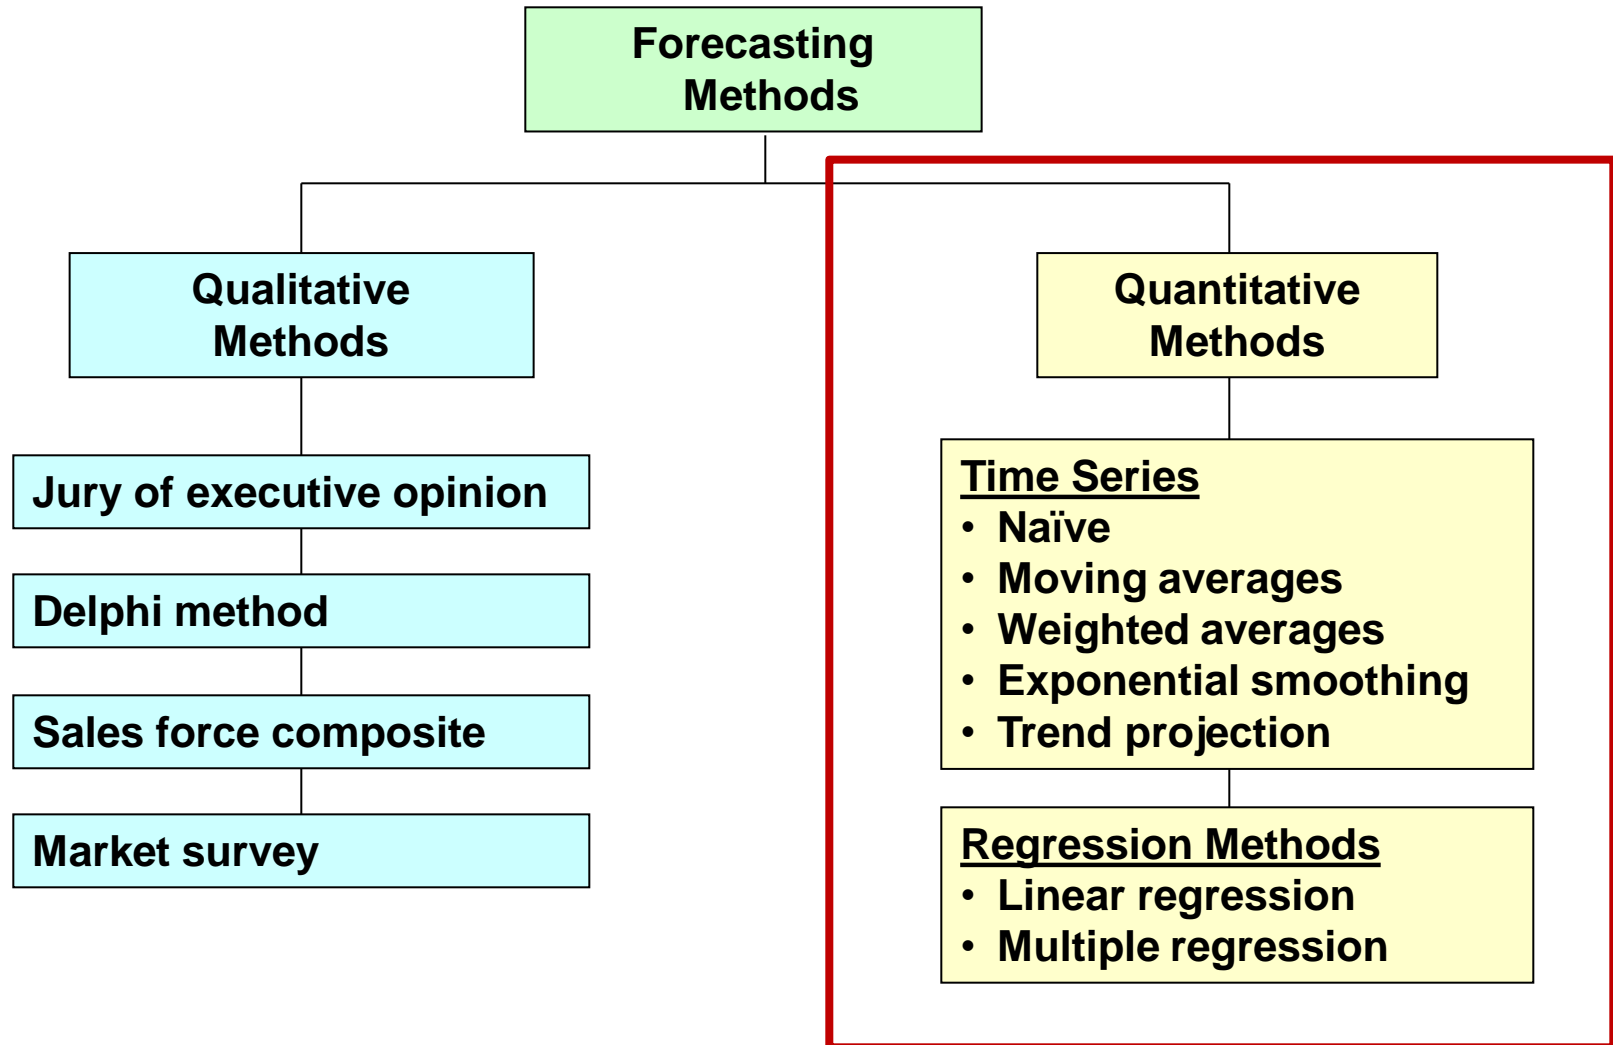 Forecasting
Methods
Qualitative
Methods
Jury of executive opinion
Delphi method
Sales force composite
Market survey
Quantitative
Methods
Time Series
• Naïve
• Moving averages
• Weighted averages
• Exponential smoothing
• Trend projection
Regression Methods
• Linear regression
• Multiple regression